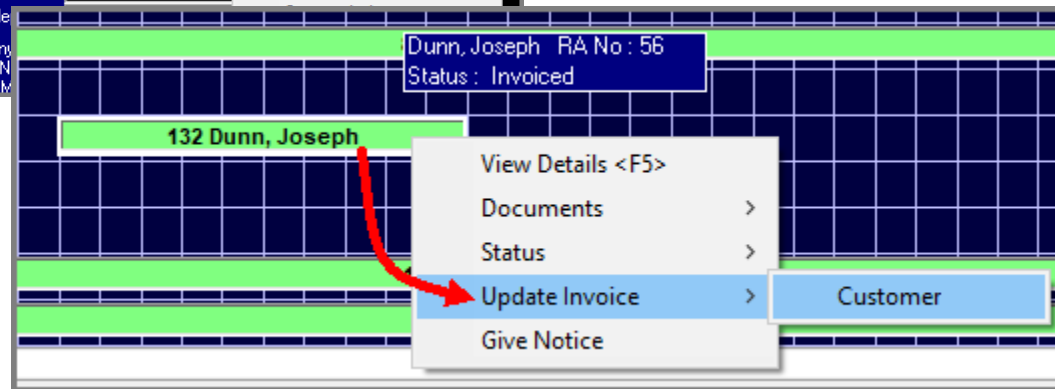 Dunn, Joseph RA No : 56
Status : Invoiced
132 Dunn, Joseph
View Details <F5>
Documents
Status
Update Invoice
Customer
Give Notice